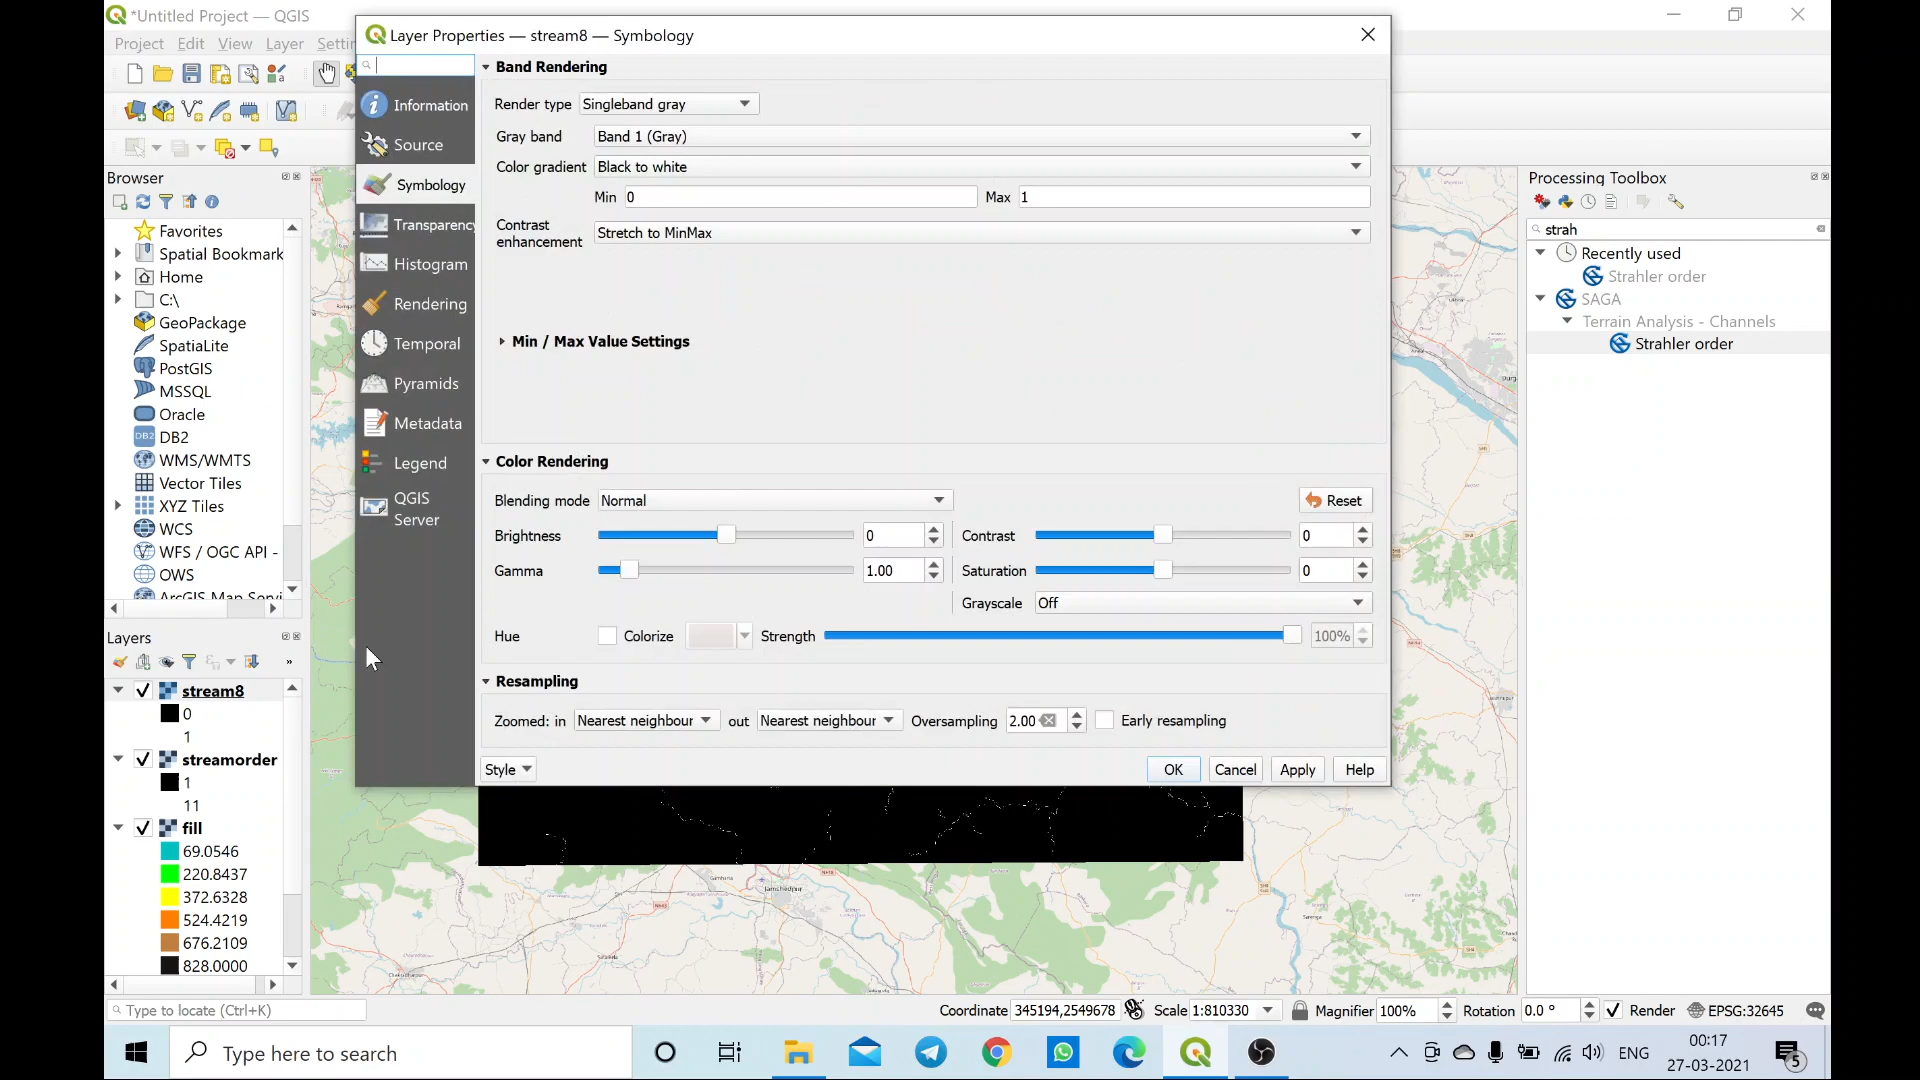 *Untitled Project — QGIS
Project Edit View Layer Setti
Layer Properties — stream8 — Symbology
Information
Source
Symbology
Transparency
Histogram
Rendering
Temporal
Pyramids
Metadata
Legend
QGIS
Server
Band Rendering
Render type Singleband gray
Gray band Band 1 (Gray)
Color gradient Black to white
Min 0 Max 1
Contrast
enhancement Stretch to MinMax
Min / Max Value Settings
Color Rendering
Blending mode Normal Reset
Brightness 0 Contrast 0
Gamma 1.00 Saturation 0
Grayscale Off
Hue Colorize Strength 100%
Resampling
Zoomed: in Nearest neighbour out Nearest neighbour Oversampling 2.00 Early resampling
Style OK Cancel Apply Help
Browser
Favorites
Spatial Bookmark
Home
C:\
GeoPackage
SpatiaLite
PostGIS
MSSQL
Oracle
DB2 DB2
WMS/WMTS
Vector Tiles
XYZ Tiles
WCS
WFS / OGC API -
OWS
ArcGIS Map Servi
Layers
stream8
0
1
streamorder
1
11
fill
69.0546
220.8437
372.6328
524.4219
676.2109
828.0000
Processing Toolbox
strah
Recently used
Strahler order
SAGA
Terrain Analysis - Channels
Strahler order
Jamshedpur
Type to locate (Ctrl+K) Coordinate 345194,2549678 Scale 1:810330 Magnifier 100% Rotation 0.0 ° Render EPSG:32645
Type here to search ENG 00:17
27-03-2021 5